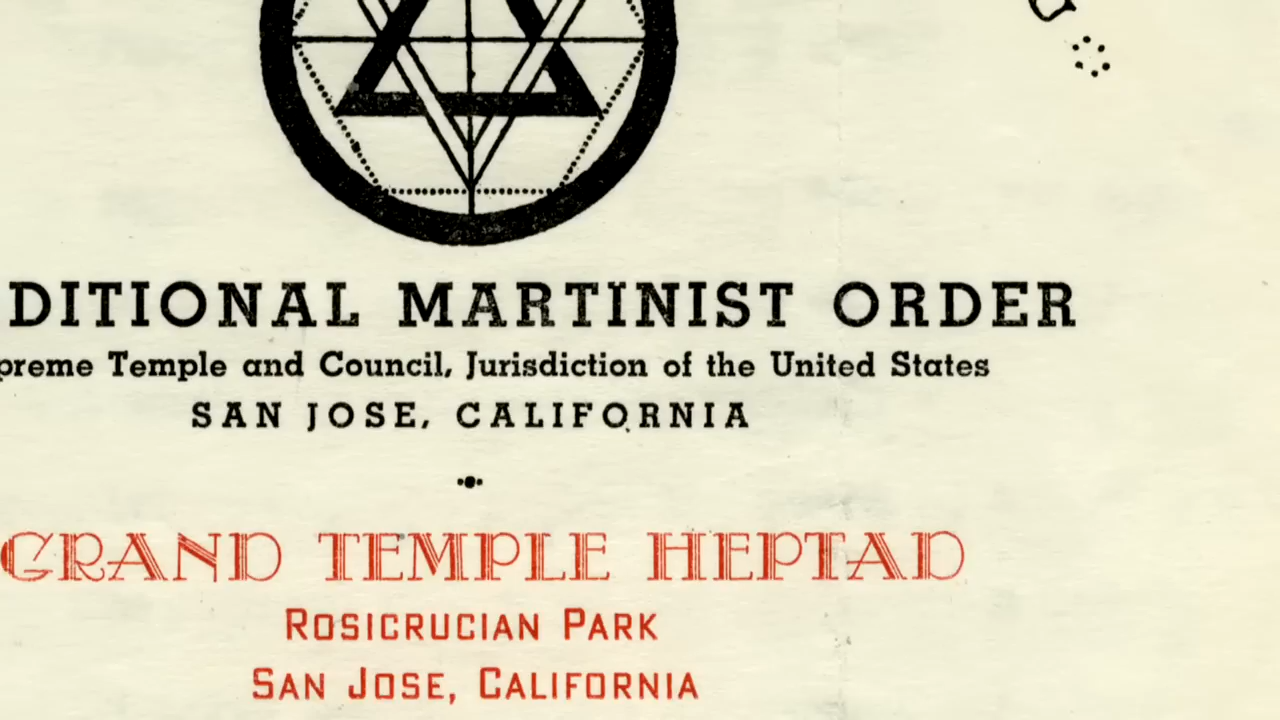 DITIONAL MARTINIST ORDER
preme Temple and Council, Jurisdiction of the United States
SAN JOSE, CALIFORNIA
GRAND TEMPLE HEPTAD
ROSICRUCIAN PARK
SAN JOSE, CALIFORNIA